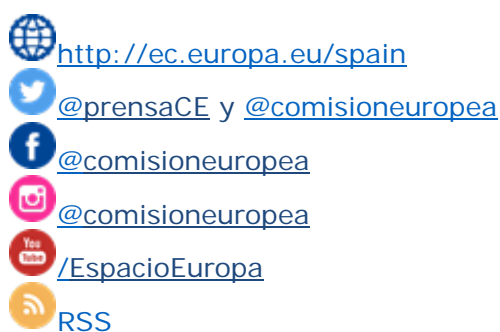 http://ec.europa.eu/spain
@prensaCE y @comisioneuropea
f @comisioneuropea
@comisioneuropea
You
Tube /EspacioEuropa
RSS